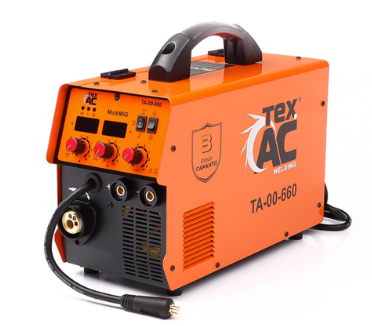 TEX
AC
TA-00-660
MultiMIG
3
РОКИ
ГАРАНТІЇ
TEX
AC
WELDING
TA-00-660